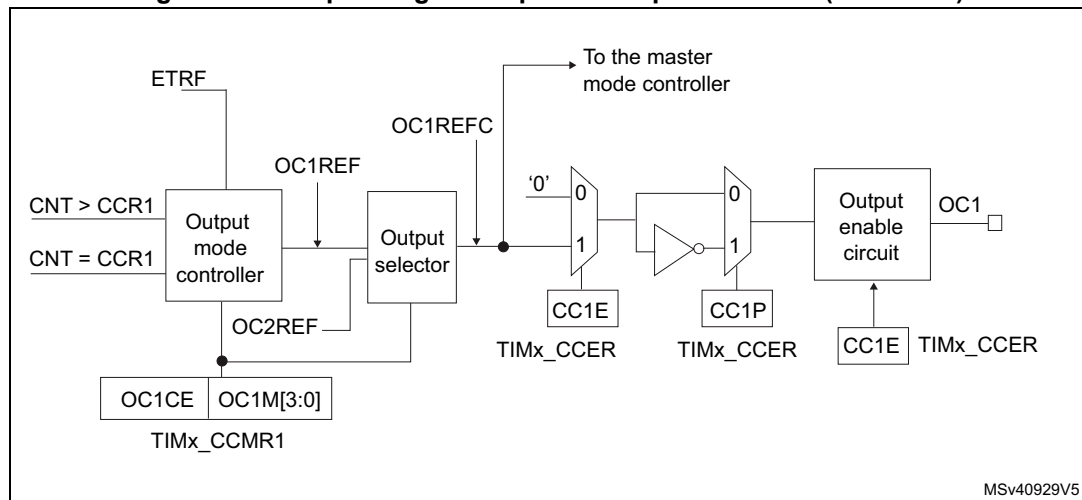 To the master
mode controller
ETRF
OC1REFC
OC1REF
‘0’
0
0
CNT > CCR1
Output
mode
controller
Output
selector
Output
enable
circuit
OC1
CNT = CCR1
1
1
OC2REF
CC1E
CC1P
CC1E
TIMx_CCER
TIMx_CCER
TIMx_CCER
OC1CE
OC1M[3:0]
TIMx_CCMR1
MSv40929V5